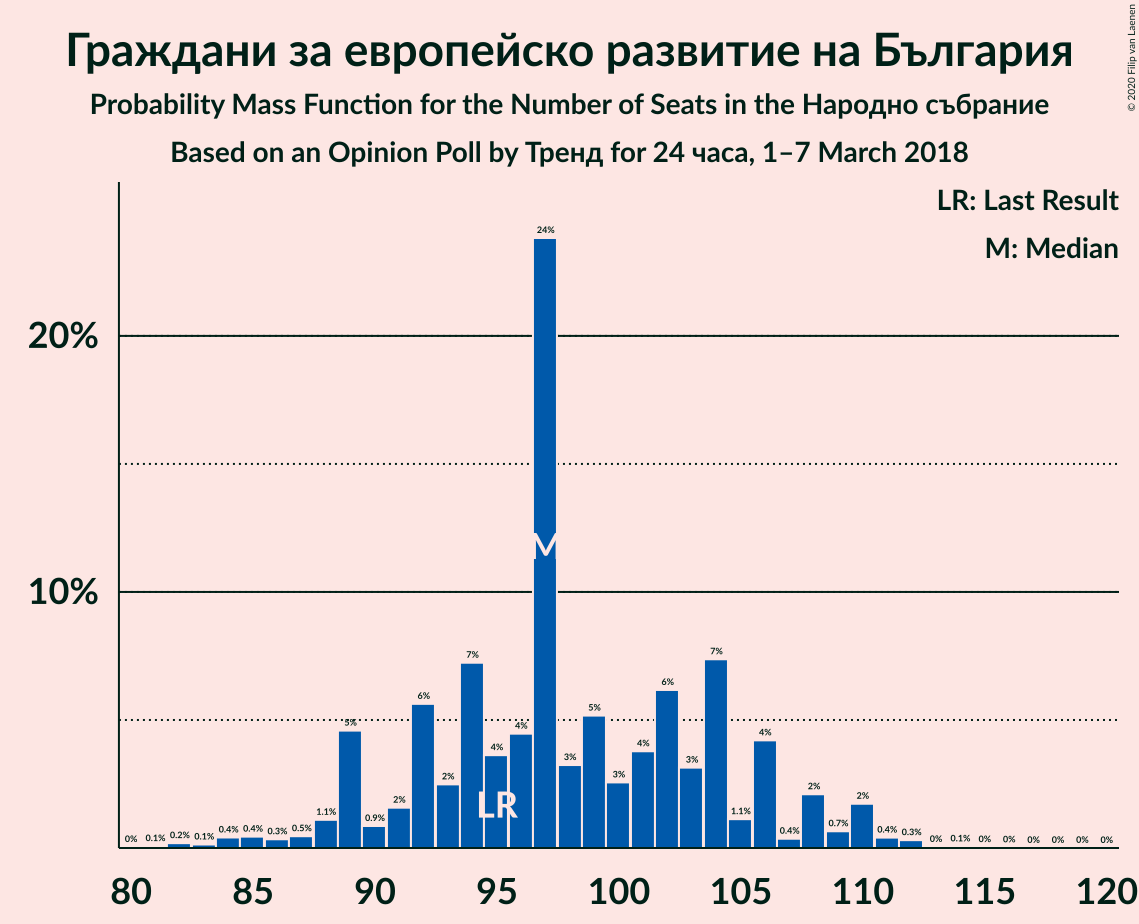 Граждани за европейско развитие на България
Probability Mass Function for the Number of Seats in the Народно събрание
Based on an Opinion Poll by Тренд for 24 часа, 1–7 March 2018
© 2020 Filip van Laenen
LR: Last Result
M: Median
20%
10%
0% 0.1% 0.2% 0.1% 0.4% 0.4% 0.3% 0.5% 1.1% 5% 0.9% 2% 6% 2% 7% 4% 4% 24% 3% 5% 3% 4% 6% 3% 7% 1.1% 4% 0.4% 2% 0.7% 2% 0.4% 0.3% 0% 0.1% 0% 0% 0% 0% 0% 0%
M
LR
80 85 90 95 100 105 110 115 120